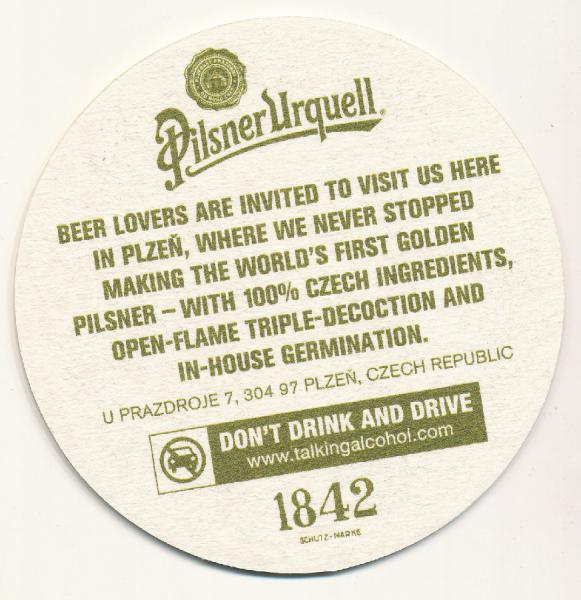 Pilsner Urquell
BEER LOVERS ARE INVITED TO VISIT US HERE
IN PLZEŇ, WHERE WE NEVER STOPPED
MAKING THE WORLD'S FIRST GOLDEN
PILSNER – WITH 100% CZECH INGREDIENTS,
OPEN-FLAME TRIPLE-DECOCTION AND
IN-HOUSE GERMINATION.
U PRAZDROJE 7, 304 97 PLZEŇ, CZECH REPUBLIC
DON'T DRINK AND DRIVE
www.talkingalcohol.com
1842
SCHUTZ-MARKE